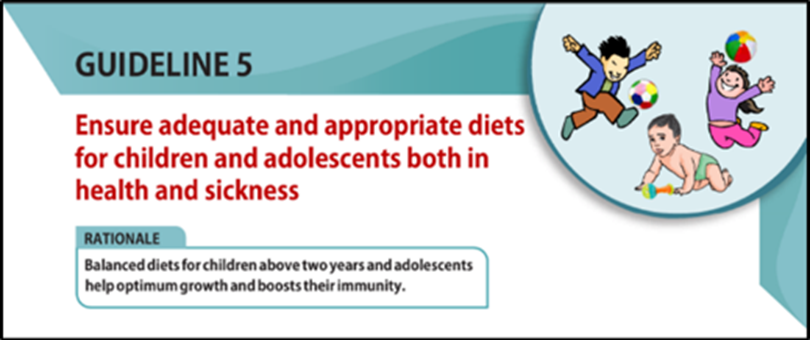 GUIDELINE 5
Ensure adequate and appropriate diets
for children and adolescents both in
health and sickness
RATIONALE
Balanced diets for children above two years and adolescents
help optimum growth and boosts their immunity.